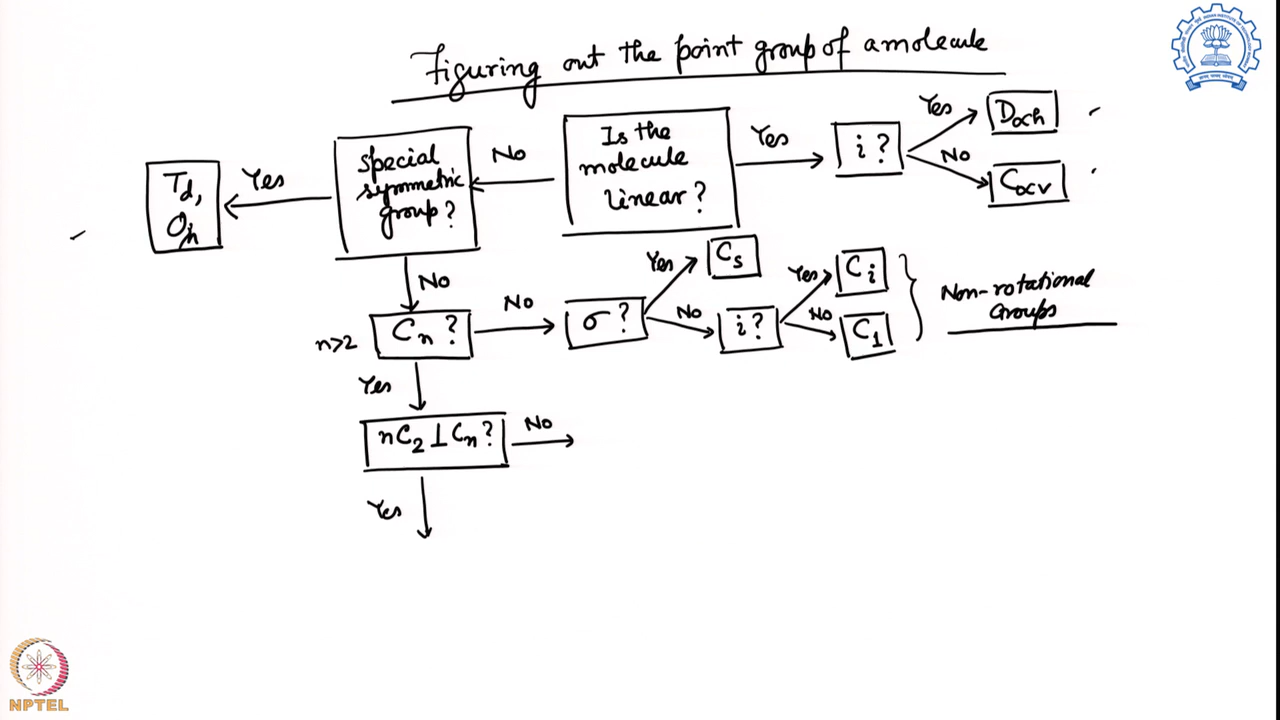 Figuring out the point group of a molecule
Is the
molecule
linear?
Yes
i?
Yes
D∞h
No
C∞v
No
Special
symmetric
group?
Yes
Td,
Oh
No
n>2
Cn?
No
σ?
Yes
Cs
No
i?
Yes
Ci
No
C1
Non-rotational
Groups
Yes
nC2⊥Cn?
No
Yes
NPTEL